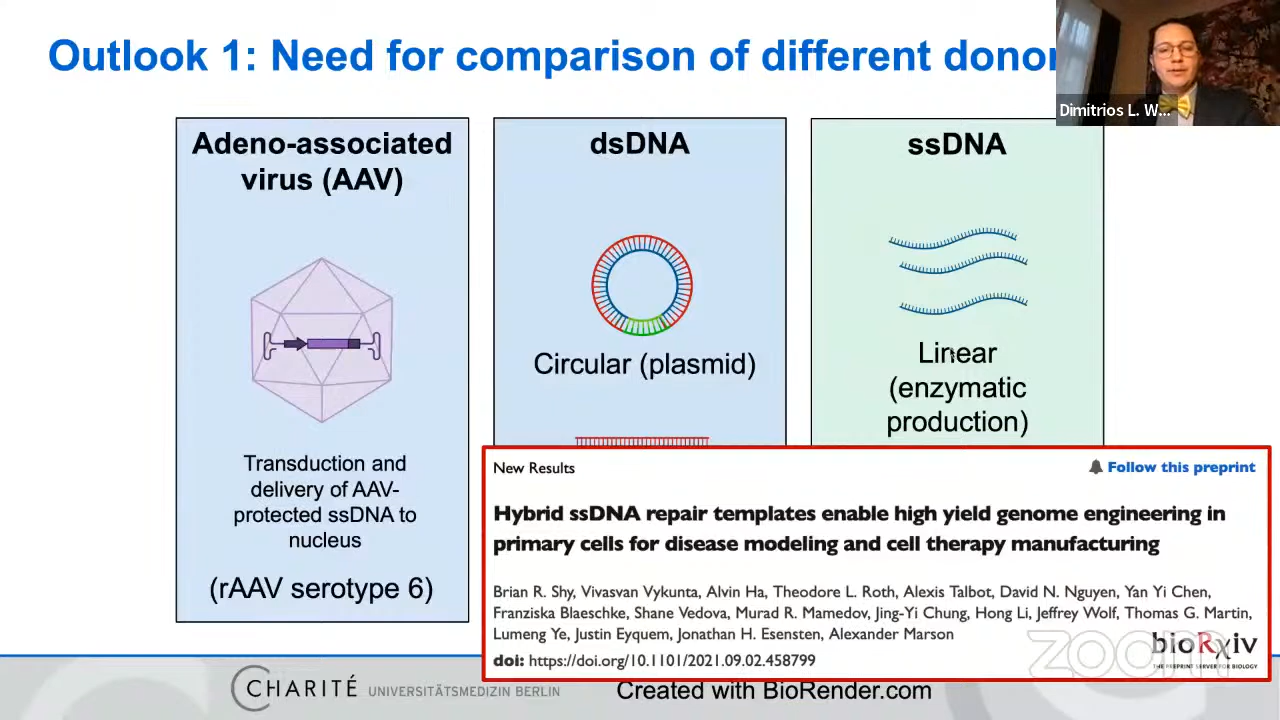 Outlook 1: Need for comparison of different donor
Dimitrios L. W...
Adeno-associated
virus (AAV)
Transduction and
delivery of AAV-
protected ssDNA to
nucleus
(rAAV serotype 6)
dsDNA
Circular (plasmid)
ssDNA
Linear
(enzymatic
production)
New Results
Follow this preprint
Hybrid ssDNA repair templates enable high yield genome engineering in
primary cells for disease modeling and cell therapy manufacturing
Brian R. Shy, Vivasvan Vykunta, Alvin Ha, Theodore L. Roth, Alexis Talbot, David N. Nguyen, Yan Yi Chen,
Franziska Blaeschke, Shane Vedova, Murad R. Mamedov, Jing-Yi Chung, Hong Li, Jeffrey Wolf, Thomas G. Martin,
Lumeng Ye, Justin Eyquem, Jonathan H. Esensten, Alexander Marson
doi: https://doi.org/10.1101/2021.09.02.458799
zoom
bioRxiv
THE PREPRINT SERVER FOR BIOLOGY
CHARITÉ UNIVERSITÄTSMEDIZIN BERLIN
Created with BioRender.com